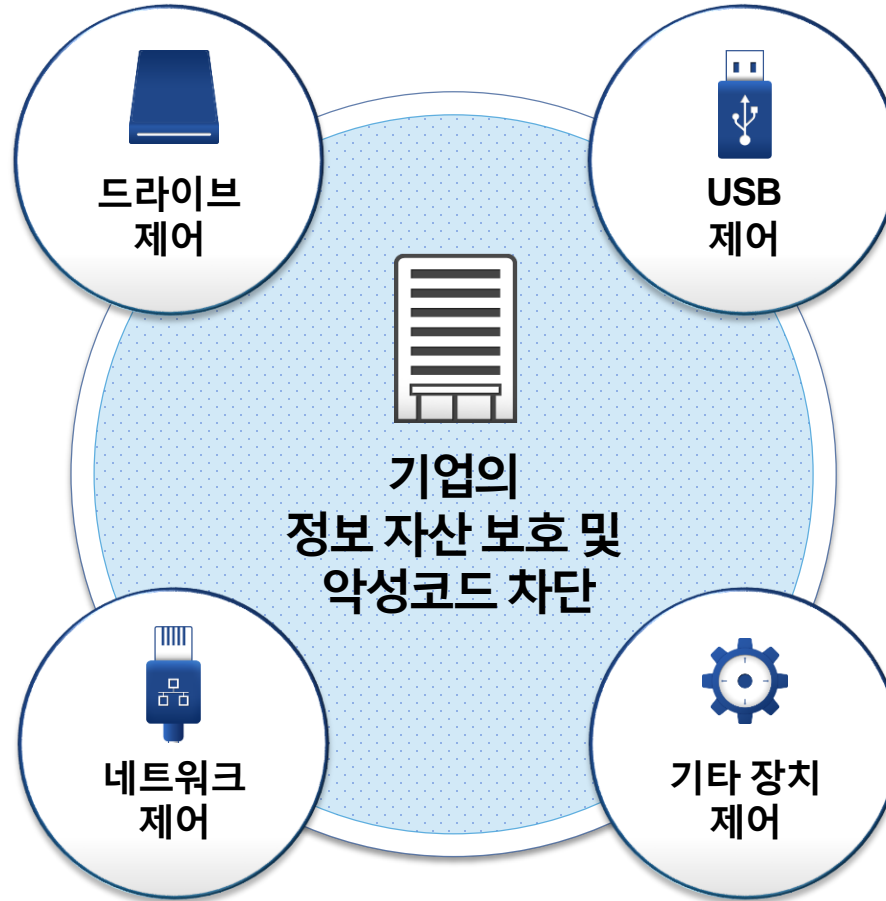 드라이브
제어
USB
제어
기업의
정보 자산 보호 및
악성코드 차단
네트워크
제어
기타 장치
제어